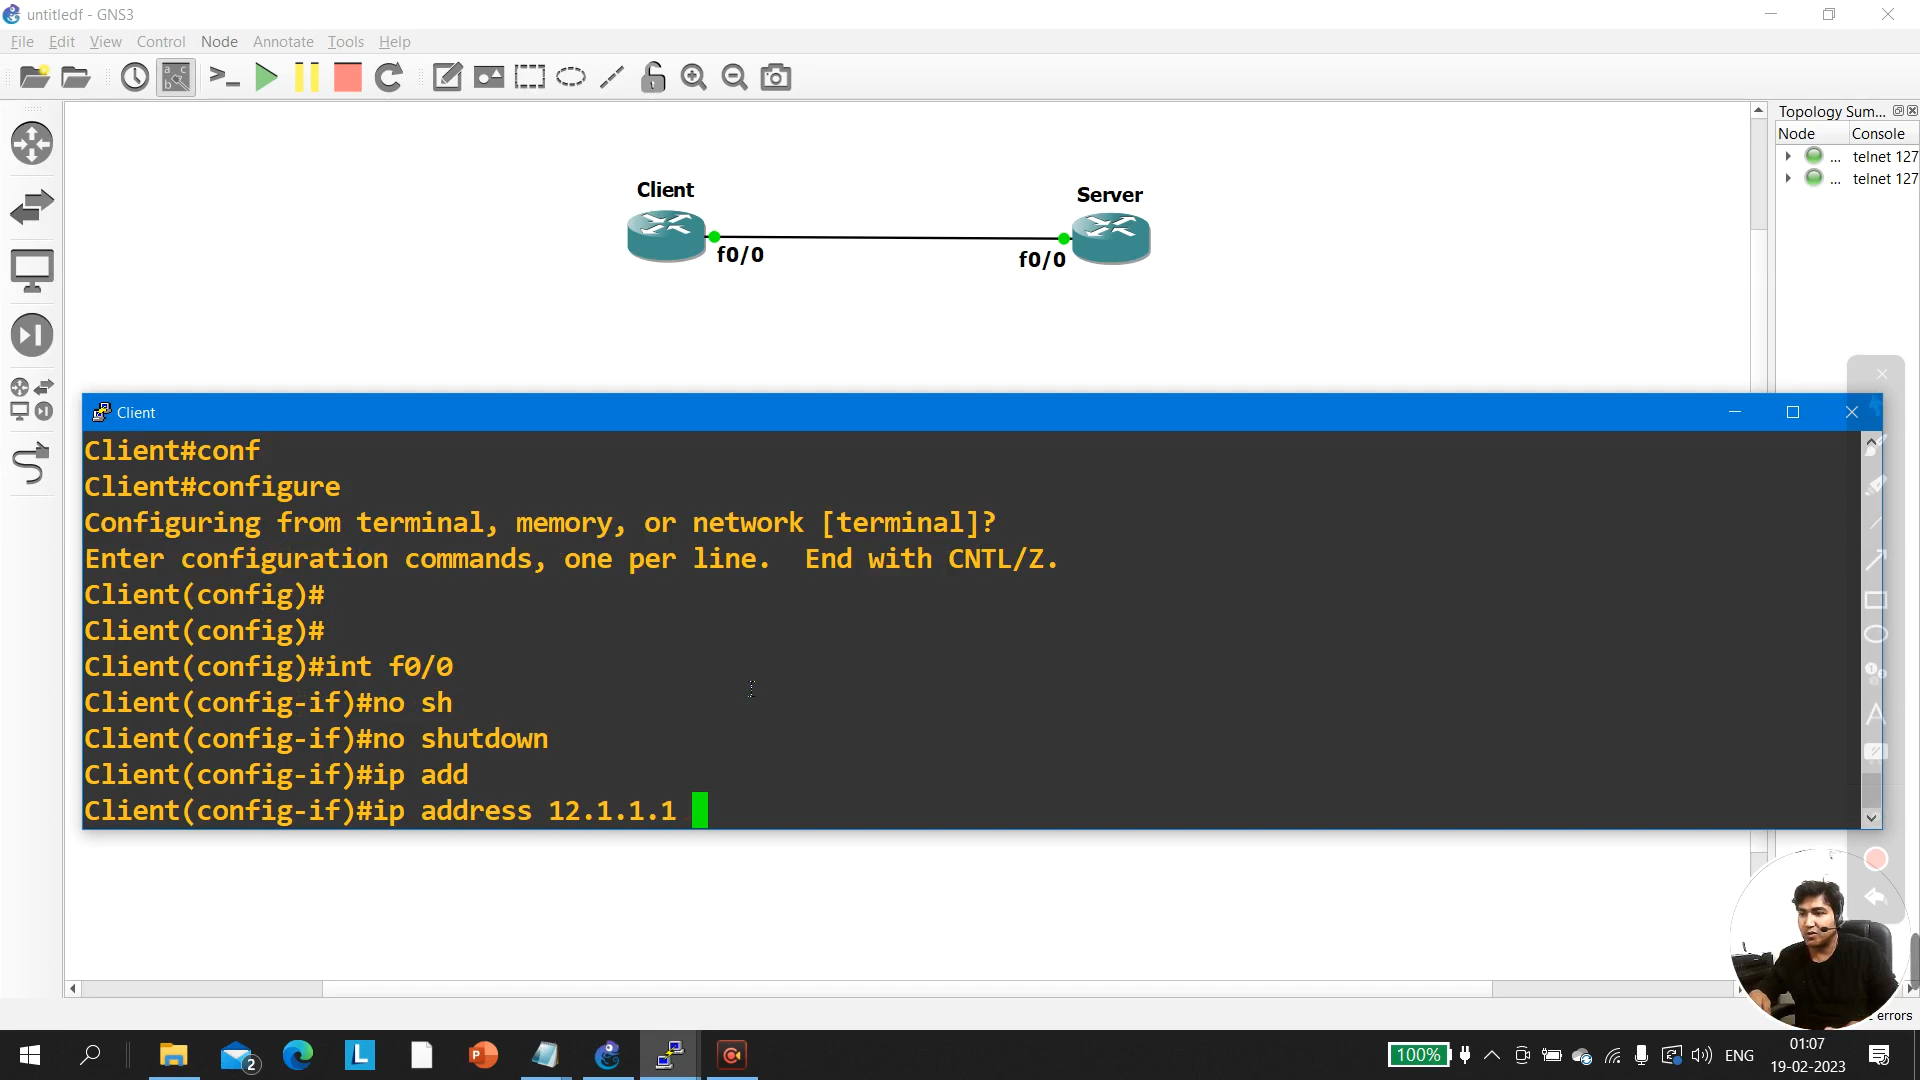 untitledf - GNS3
File Edit View Control Node Annotate Tools Help
Topology Sum...
Node Console
... telnet 127
... telnet 127
Client
Server
f0/0
f0/0
Client
Client#conf
Client#configure
Configuring from terminal, memory, or network [terminal]?
Enter configuration commands, one per line.  End with CNTL/Z.
Client(config)#
Client(config)#
Client(config)#int f0/0
Client(config-if)#no sh
Client(config-if)#no shutdown
Client(config-if)#ip add
Client(config-if)#ip address 12.1.1.1
errors
2
L
100%
ENG
01:07
19-02-2023